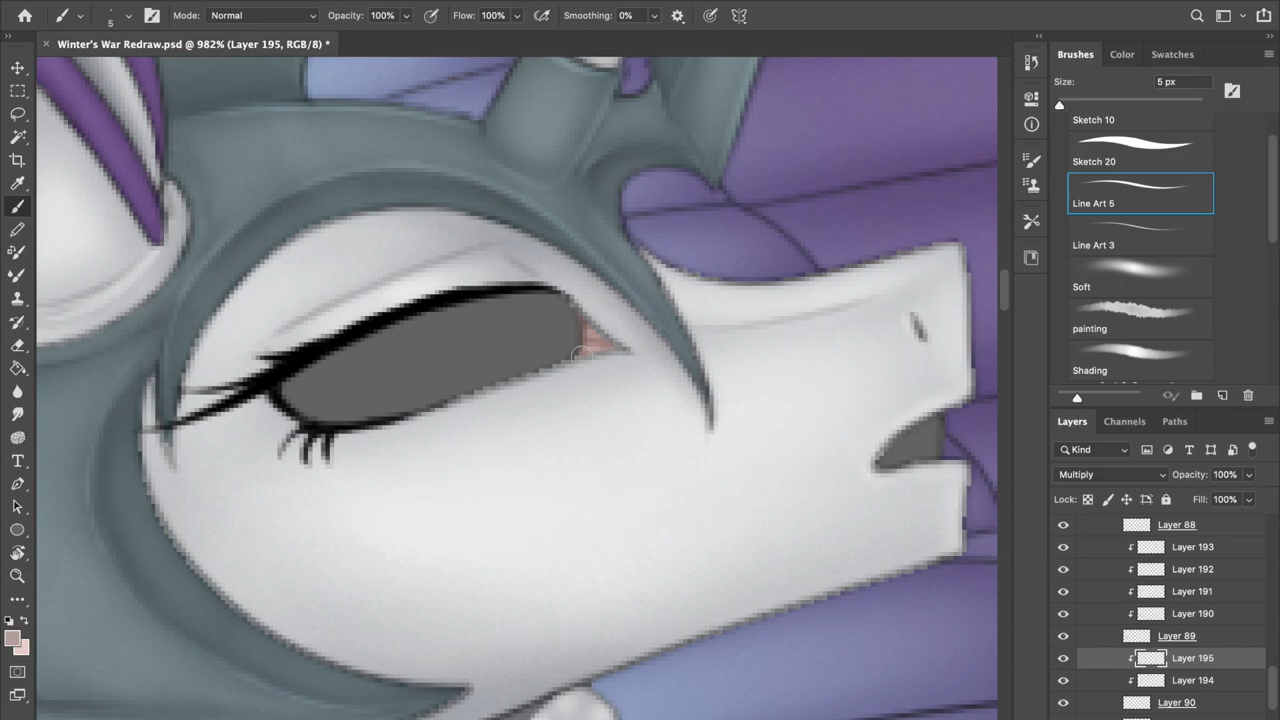 5
Mode: Normal
Opacity: 100%
Flow: 100%
Smoothing: 0%
Winter's War Redraw.psd @ 982% (Layer 195, RGB/8) *
Brushes Color Swatches
Size: 5 px
Sketch 10
Sketch 20
Line Art 5
Line Art 3
Soft
painting
Shading
Layers Channels Paths
Kind
Multiply Opacity: 100%
Lock: Fill: 100%
Layer 88
Layer 193
Layer 192
Layer 191
Layer 190
Layer 89
Layer 195
Layer 194
Layer 90